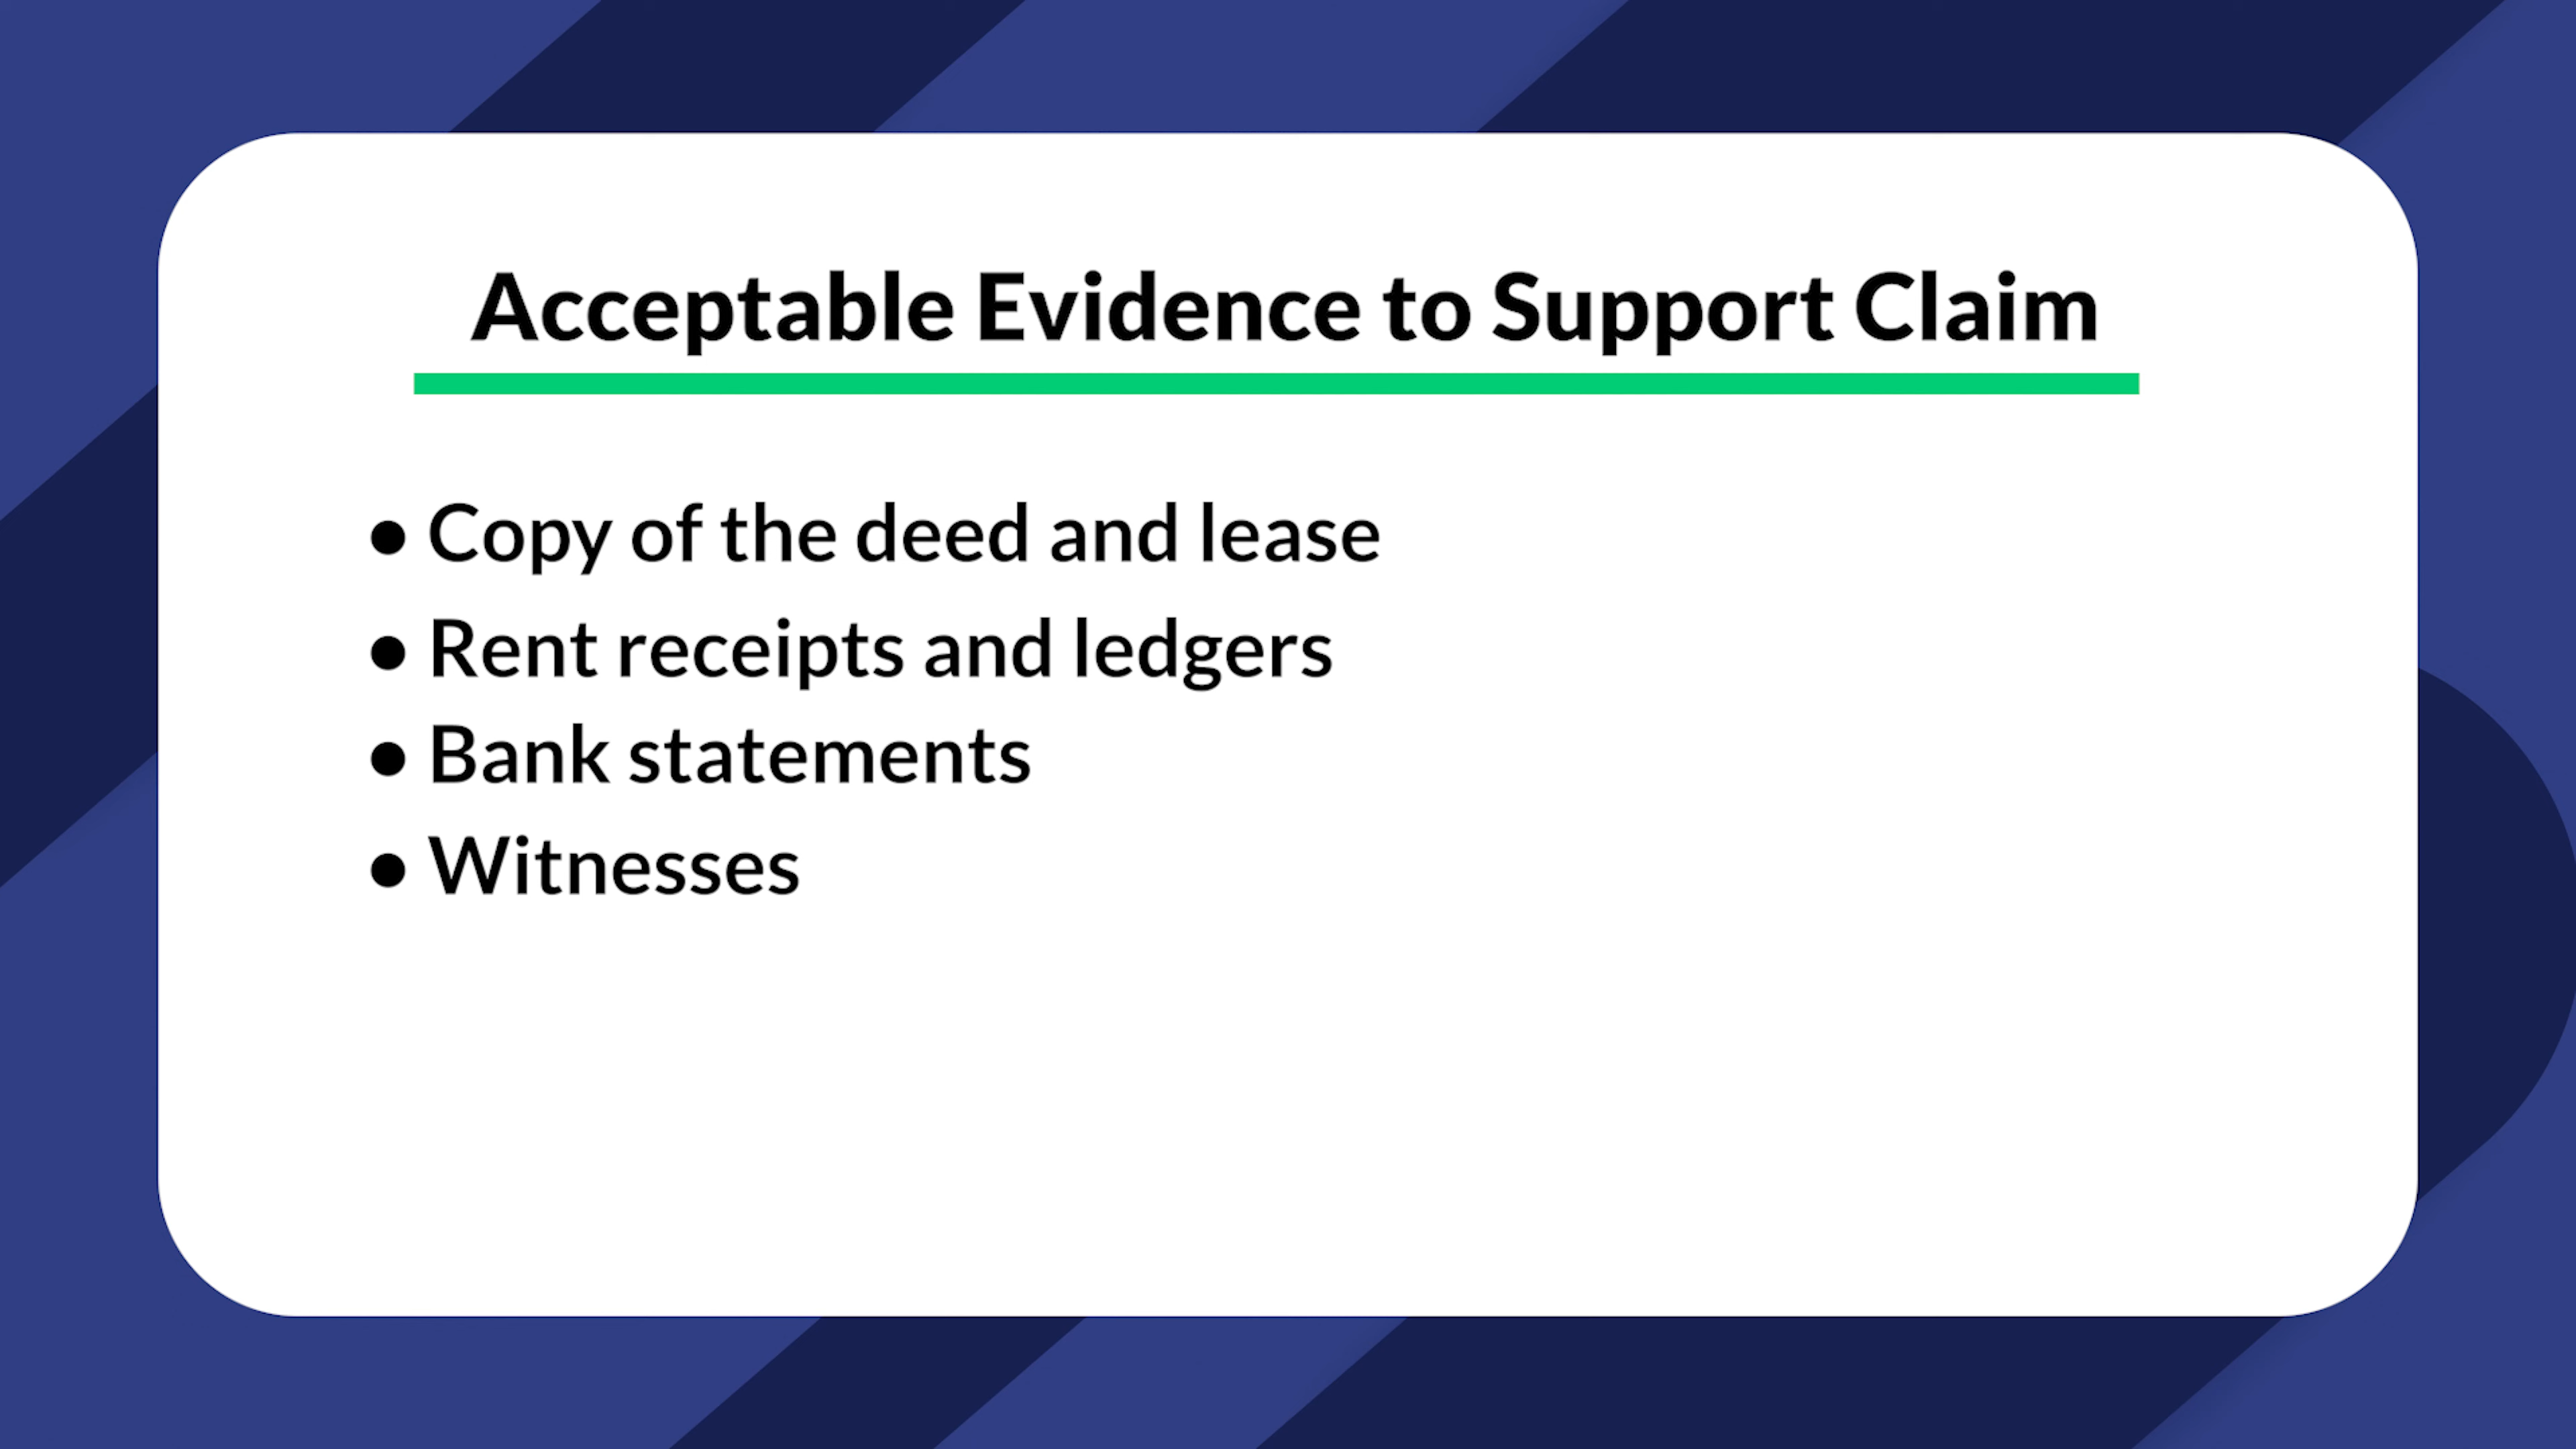 Acceptable Evidence to Support Claim
• Copy of the deed and lease
• Rent receipts and ledgers
• Bank statements
• Witnesses